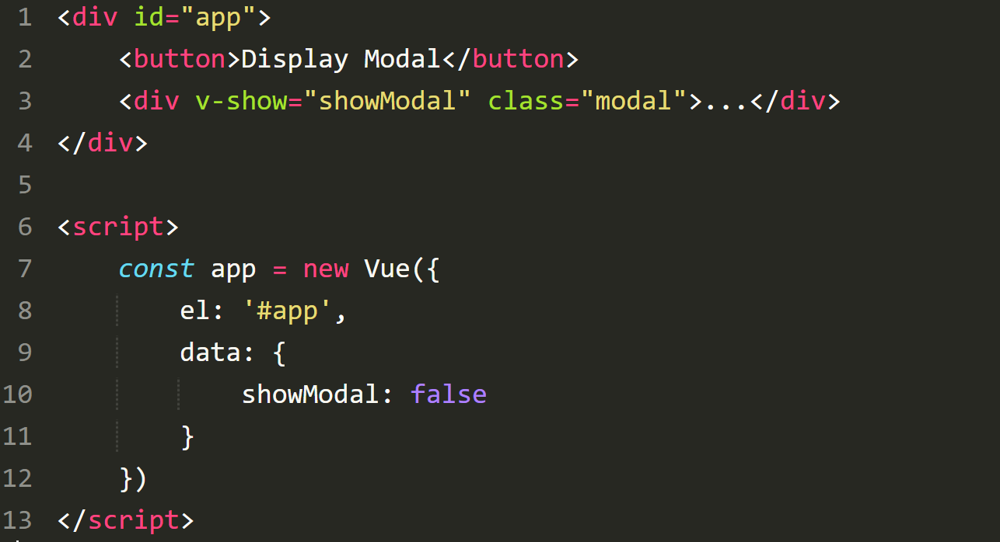 1 <div id="app">
2     <button>Display Modal</button>
3     <div v-show="showModal" class="modal">...</div>
4 </div>
5
6 <script>
7     const app = new Vue({
8         el: '#app',
9         data: {
10             showModal: false
11         }
12     })
13 </script>